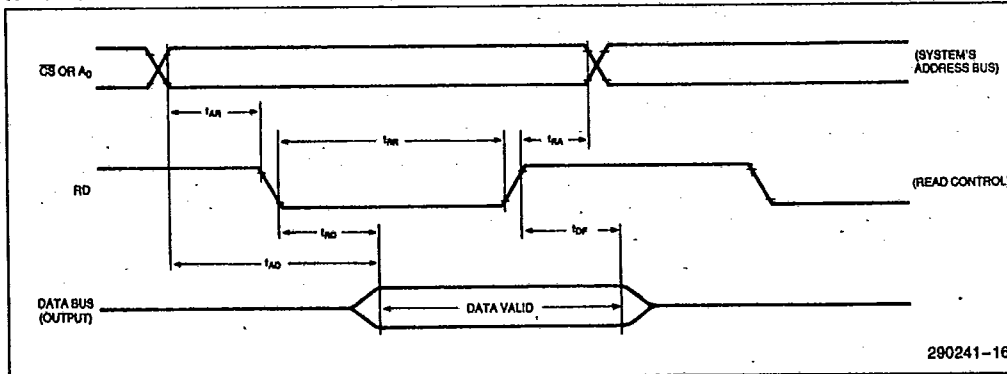 CS OR A0
(SYSTEM'S
ADDRESS BUS)
tAR
tRR
tRA
RD
(READ CONTROL)
tRD
tDF
tAD
DATA BUS
(OUTPUT)
DATA VALID
290241-16